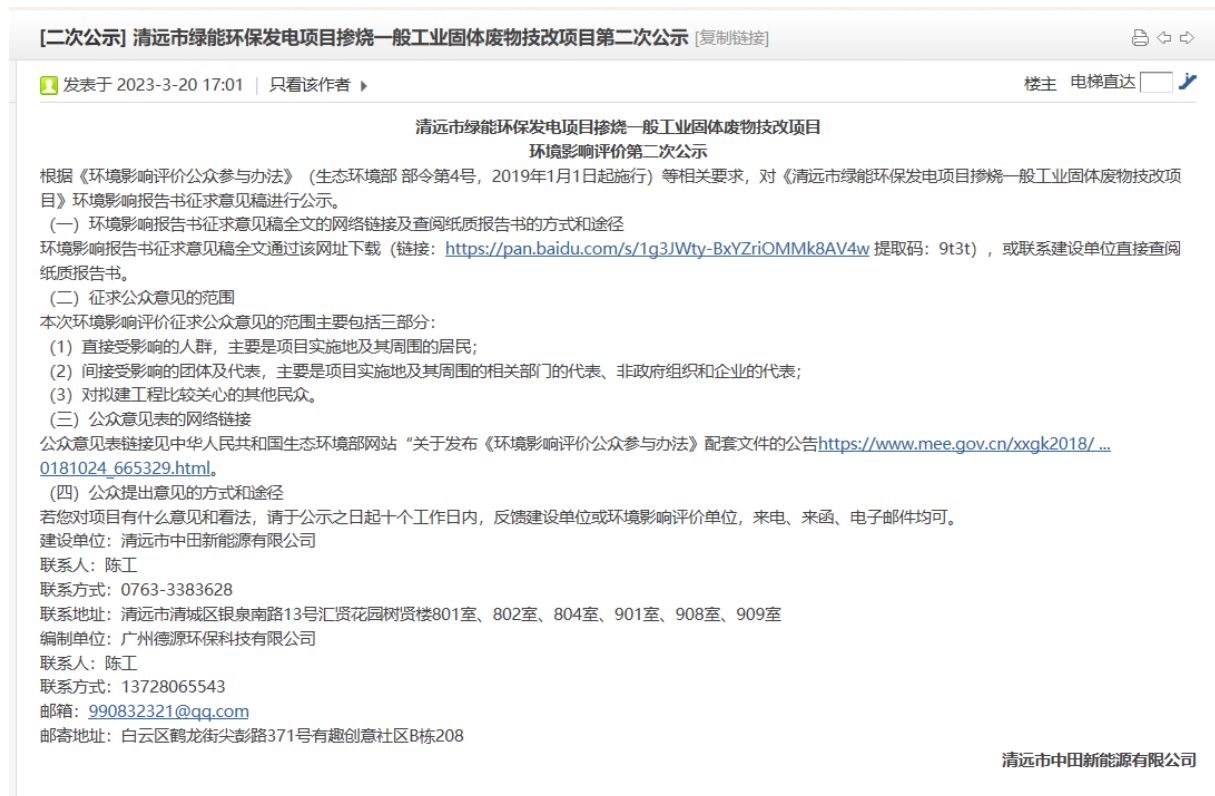 [二次公示] 清远市绿能环保发电项目掺烧一般工业固体废物技改项目第二次公示 [复制链接]
发表于 2023-3-20 17:01 | 只看该作者
楼主 电梯直达
清远市绿能环保发电项目掺烧一般工业固体废物技改项目
环境影响评价第二次公示
根据《环境影响评价公众参与办法》（生态环境部 部令第4号，2019年1月1日起施行）等相关要求，对《清远市绿能环保发电项目掺烧一般工业固体废物技改项
目》环境影响报告书征求意见稿进行公示。
（一）环境影响报告书征求意见稿全文的网络链接及查阅纸质报告书的方式和途径
环境影响报告书征求意见稿全文通过该网址下载（链接：https://pan.baidu.com/s/1g3JWty-BxYZriOMMk8AV4w 提取码：9t3t），或联系建设单位直接查阅
纸质报告书。
（二）征求公众意见的范围
本次环境影响评价征求公众意见的范围主要包括三部分：
（1）直接受影响的人群，主要是项目实施地及其周围的居民；
（2）间接受影响的团体及代表，主要是项目实施地及其周围的相关部门的代表、非政府组织和企业的代表；
（3）对拟建工程比较关心的其他民众。
（三）公众意见表的网络链接
公众意见表链接见中华人民共和国生态环境部网站“关于发布《环境影响评价公众参与办法》配套文件的公告https://www.mee.gov.cn/xxgk2018/ ...
0181024_665329.html。
（四）公众提出意见的方式和途径
若您对项目有什么意见和看法，请于公示之日起十个工作日内，反馈建设单位或环境影响评价单位，来电、来函、电子邮件均可。
建设单位：清远市中田新能源有限公司
联系人：陈工
联系方式：0763-3383628
联系地址：清远市清城区银泉南路13号汇贤花园树贤楼801室、802室、804室、901室、908室、909室
编制单位：广州德源环保科技有限公司
联系人：陈工
联系方式：13728065543
邮箱：990832321@qq.com
邮寄地址：白云区鹤龙街尖彭路371号有趣创意社区B栋208
清远市中田新能源有限公司